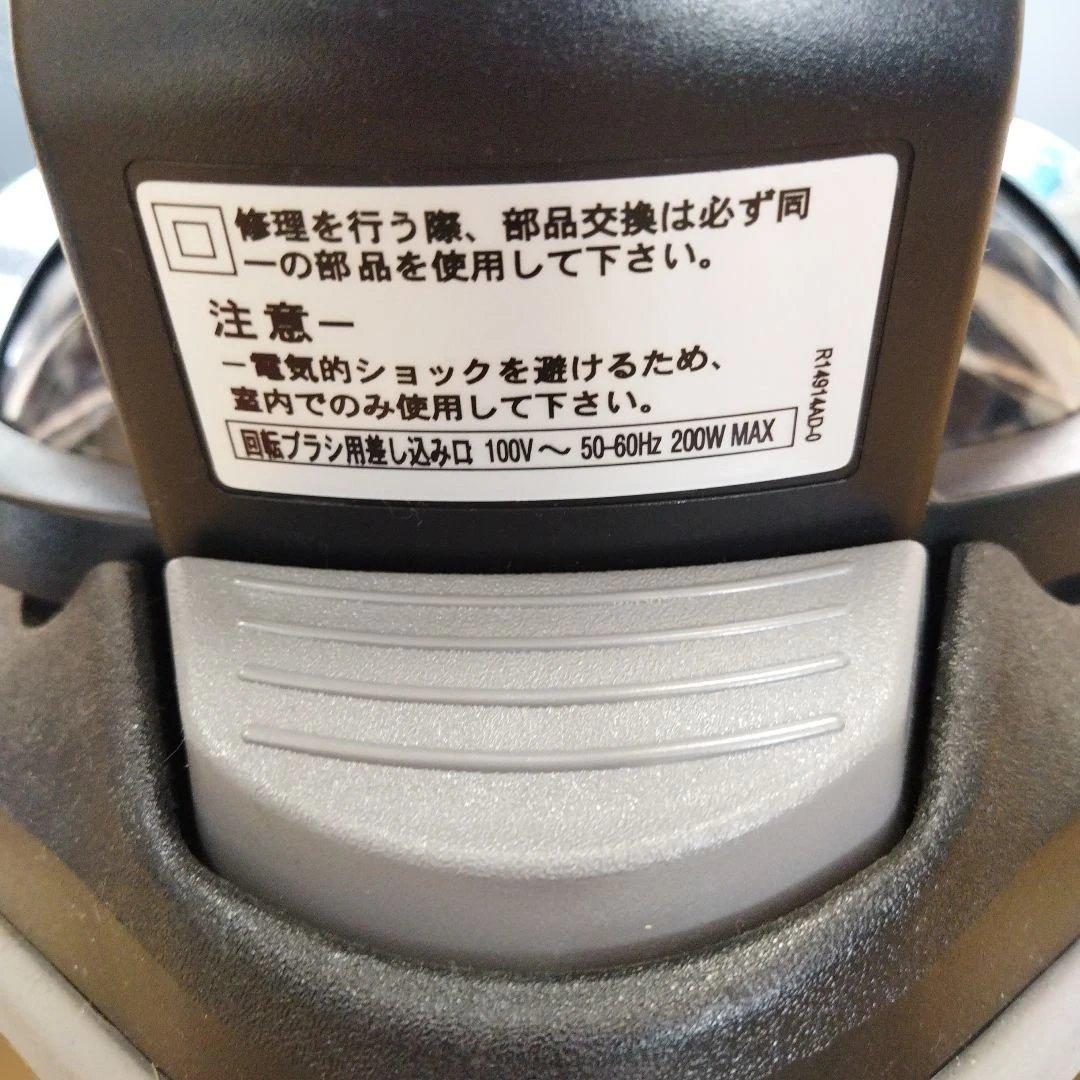 修理を行う際、部品交換は必ず同
一の部品を使用して下さい。
注意一
一電気的ショックを避けるため、
室内でのみ使用して下さい。
回転ブラシ用差し込み口 100V～ 50-60Hz 200W MAX
R14914AD-0